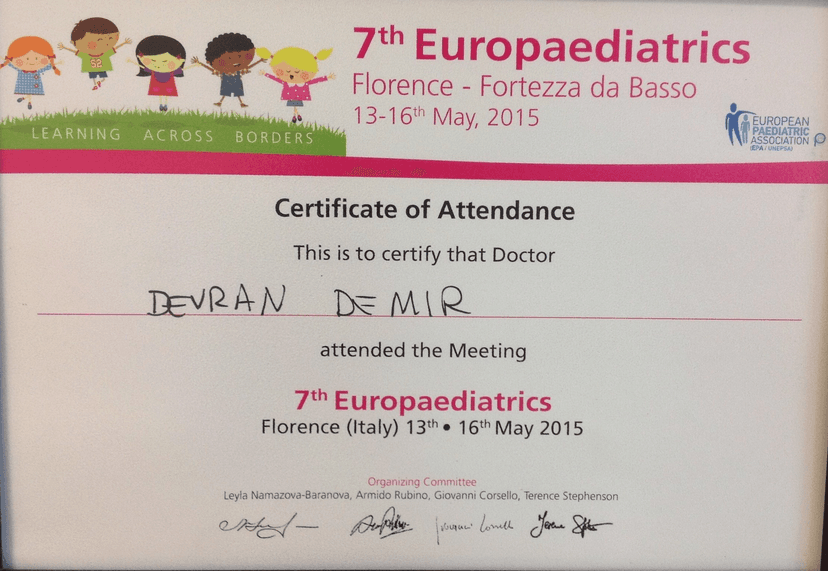 7th Europaediatrics
Florence - Fortezza da Basso
13-16th May, 2015
52
LEARNING ACROSS BORDERS
EUROPEAN
PAEDIATRIC
ASSOCIATION
(EPA / UNEPSA)
Certificate of Attendance
This is to certify that Doctor
DEVRAN DEMIR
attended the Meeting
7th Europaediatrics
Florence (Italy) 13th • 16th May 2015
Organizing Committee
Leyla Namazova-Baranova, Armido Rubino, Giovanni Corsello, Terence Stephenson